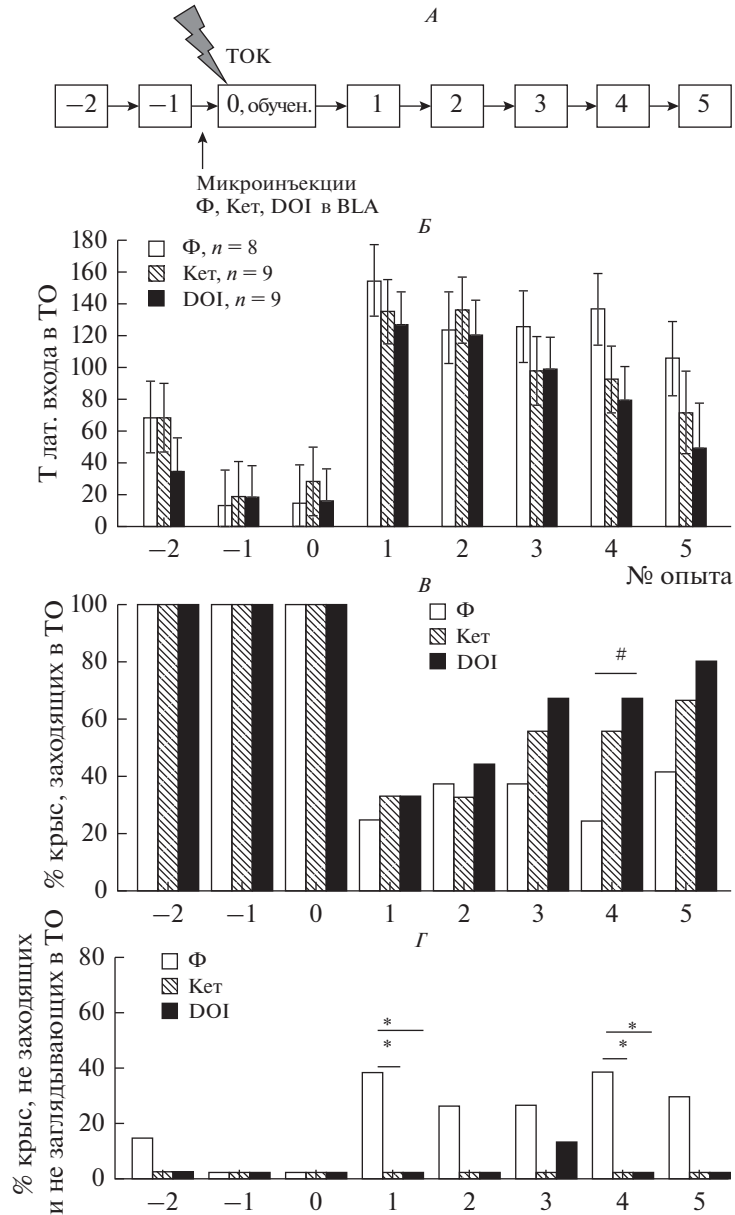 А
ТОК
−2 −1 0, обучен. 1 2 3 4 5
Микроинъекции
Ф, Кет, DOI в BLA
Б
Ф, n = 8
Кет, n = 9
DOI, n = 9
Т лат. входа в ТО
180
160
140
120
100
80
60
40
20
0
−2 −1 0 1 2 3 4 5
№ опыта
В
Ф
Кет
DOI
#
% крыс, заходящих в ТО
100
80
60
40
20
0
−2 −1 0 1 2 3 4 5
Г
Ф
Кет
DOI
* *
* *
% крыс, не заходящих
и не заглядывающих в ТО
80
60
40
20
0
−2 −1 0 1 2 3 4 5